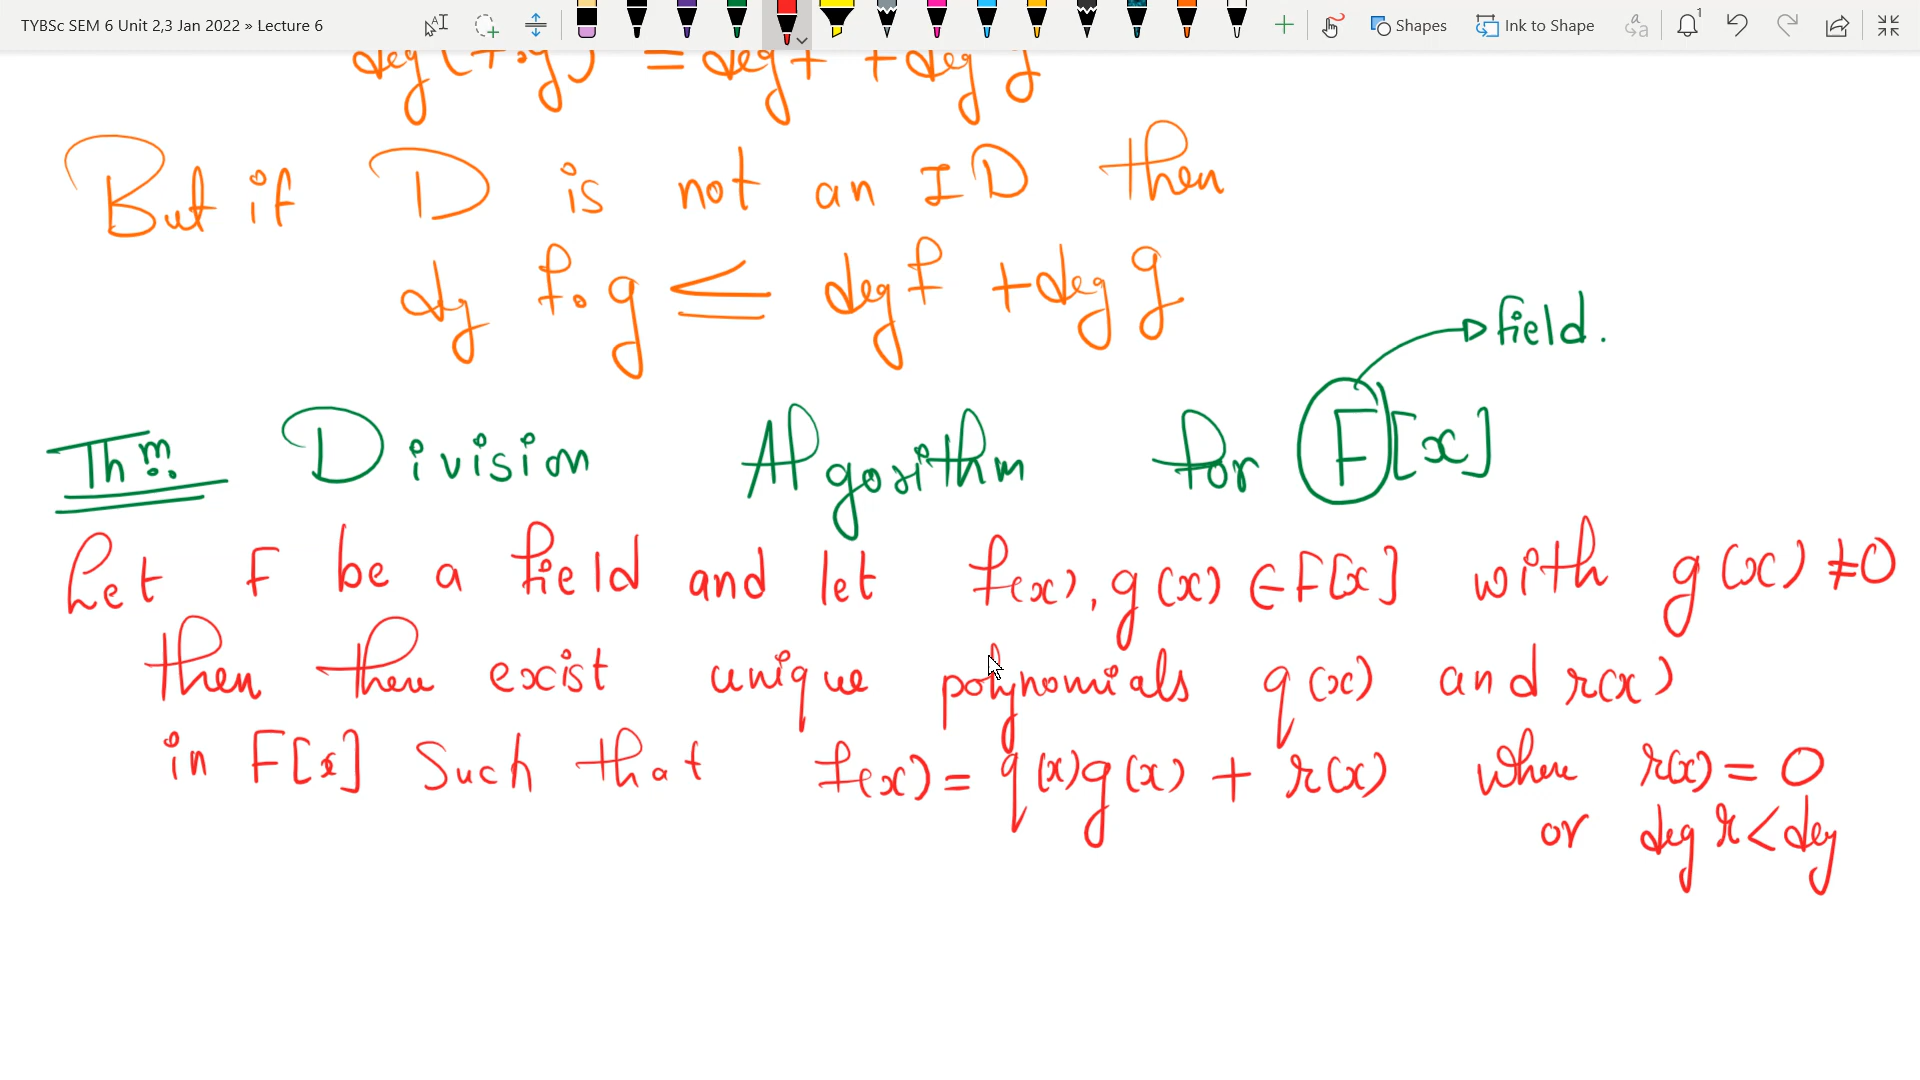 TYBSc SEM 6 Unit 2,3 Jan 2022 » Lecture 6
Shapes
Ink to Shape
1
deg(f.g) = deg f + deg g
But if D is not an ID then
deg f.g ≤ deg f + deg g
field.
Thm. Division Algorithm for F[x]
Let F be a field and let f(x), g(x) ∈ F[x] with g(x) ≠ 0
then there exist unique polynomials q(x) and r(x)
in F[x] Such that f(x) = q(x)g(x) + r(x) where r(x) = 0
or deg r < deg